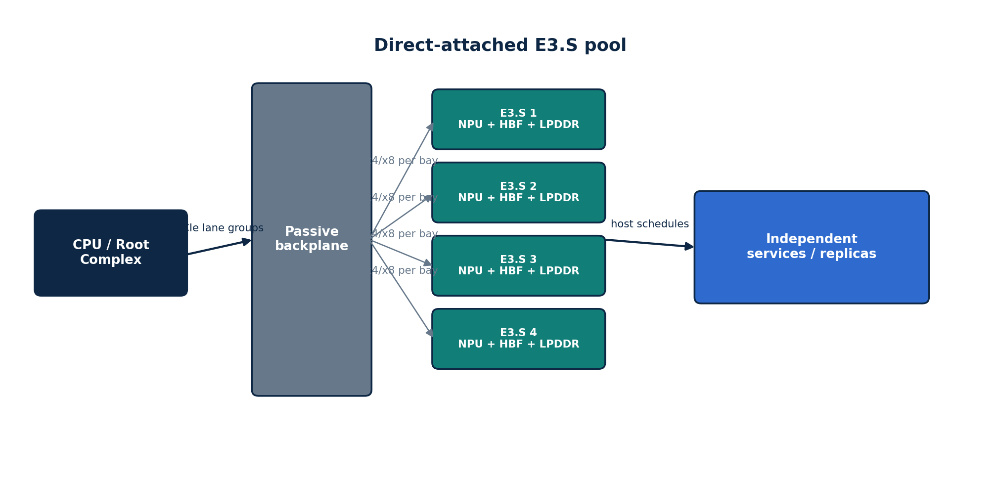 Direct-attached E3.S pool
CPU / Root
Complex
CIe lane groups
Passive
backplane
4/x8 per bay
4/x8 per bay
4/x8 per bay
4/x8 per bay
E3.S 1
NPU + HBF + LPDDR
E3.S 2
NPU + HBF + LPDDR
E3.S 3
NPU + HBF + LPDDR
E3.S 4
NPU + HBF + LPDDR
host schedules
Independent
services / replicas